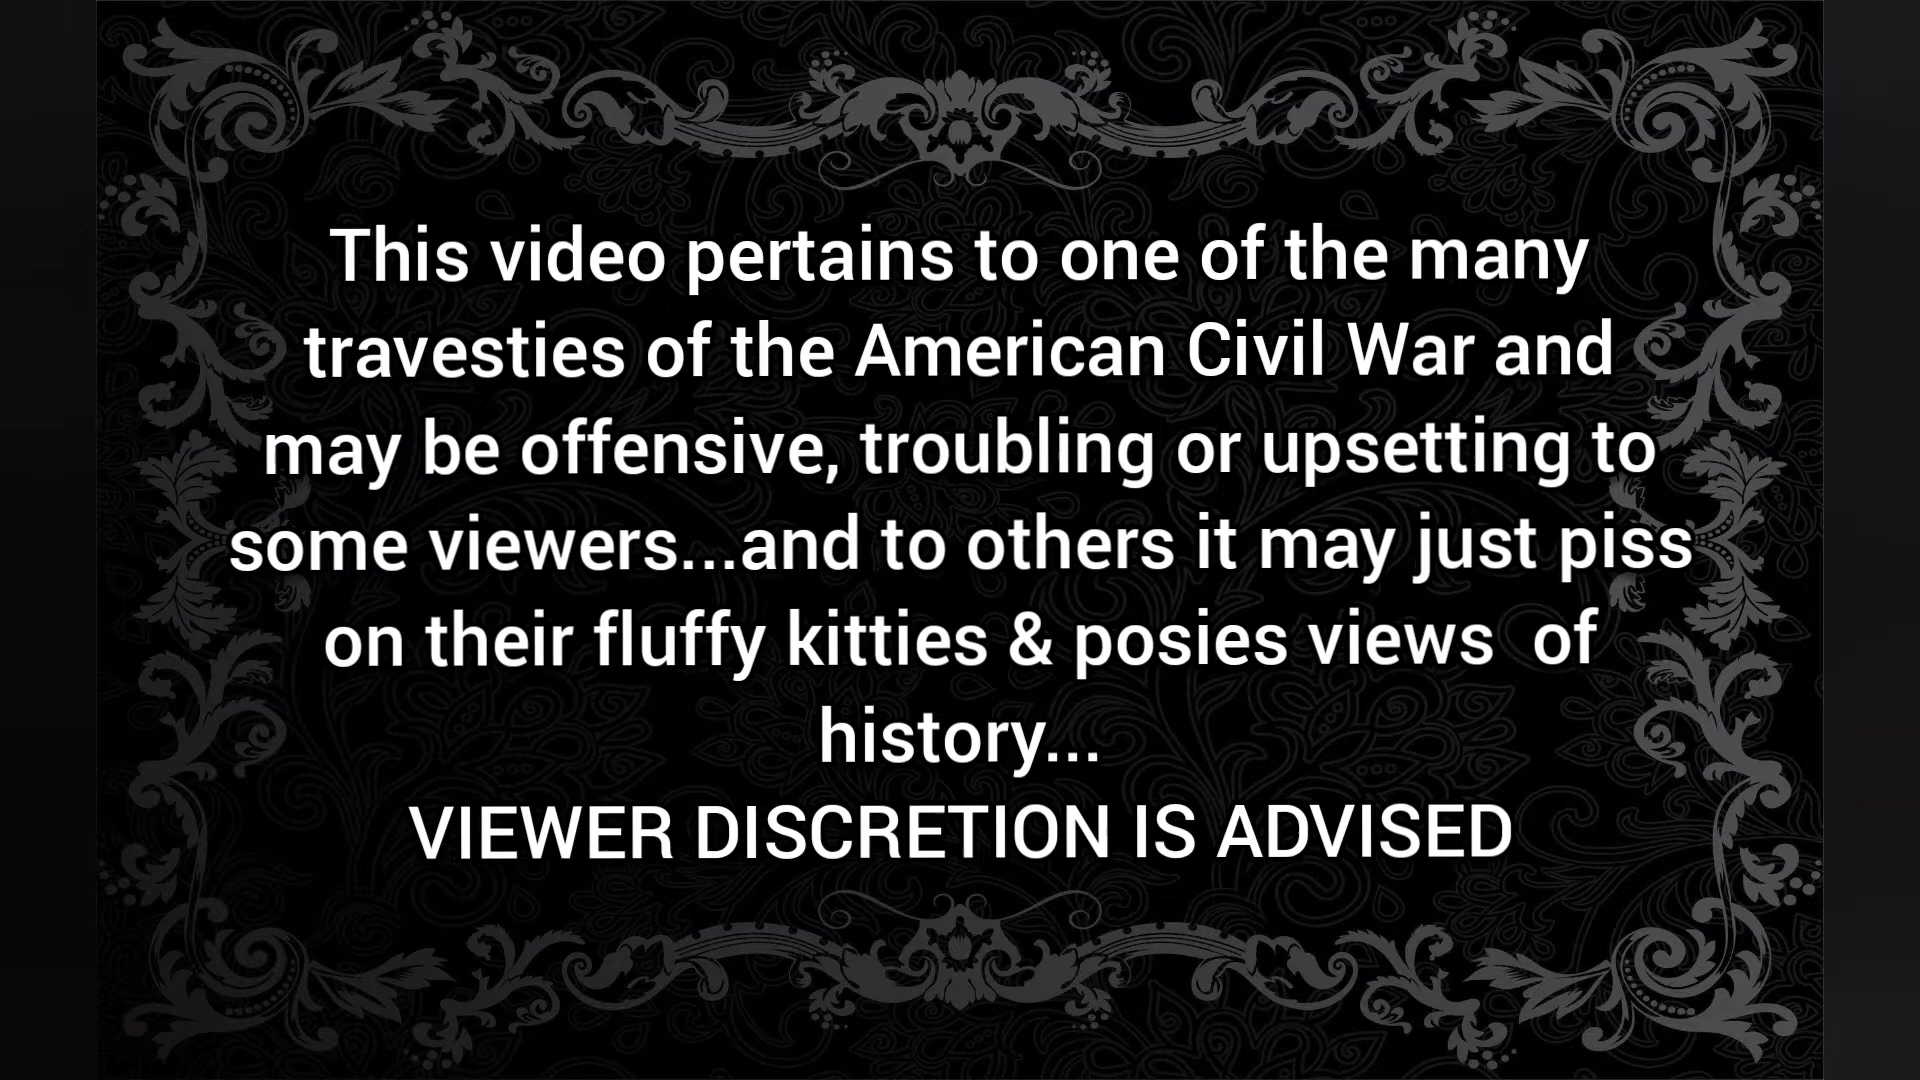 This video pertains to one of the many
travesties of the American Civil War and
may be offensive, troubling or upsetting to
some viewers...and to others it may just piss
on their fluffy kitties & posies views  of
history...
VIEWER DISCRETION IS ADVISED